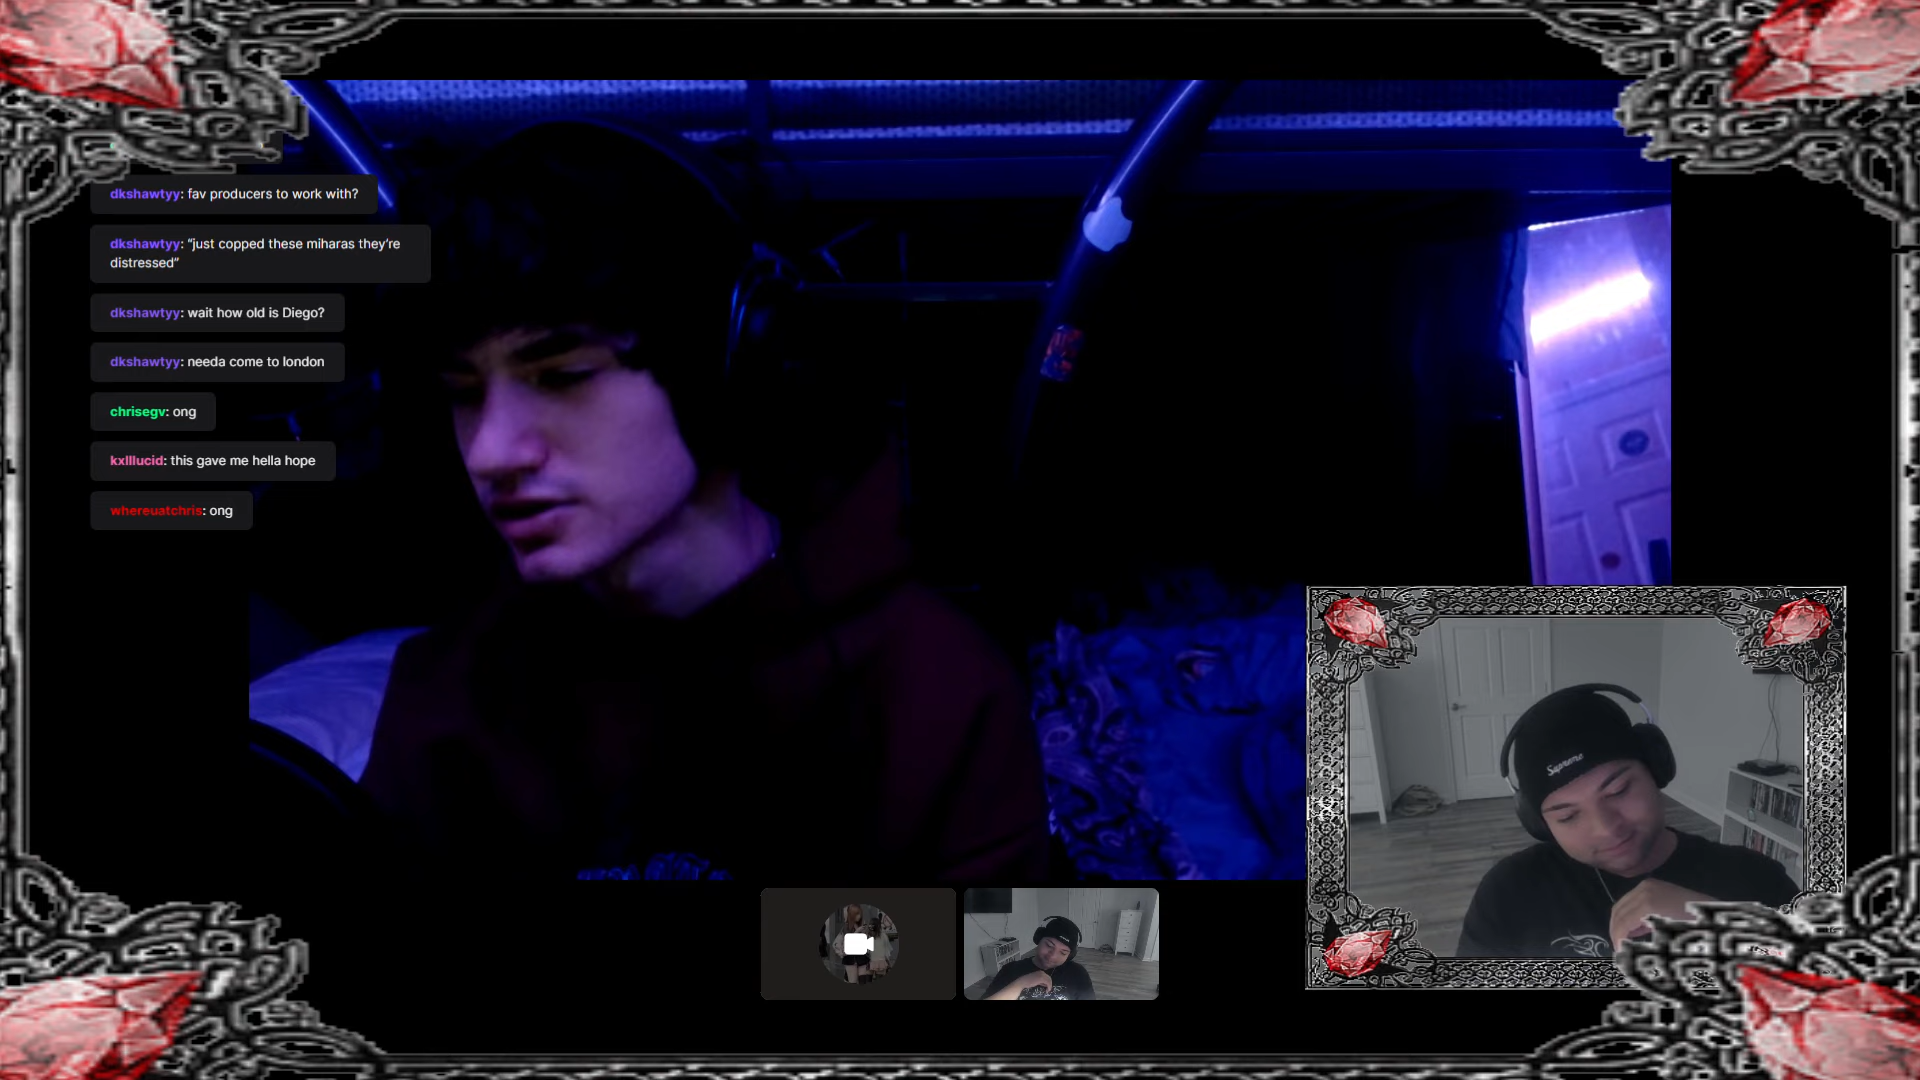 dkshawtyy: fav producers to work with?
dkshawtyy: “just copped these miharas they’re
distressed”
dkshawtyy: wait how old is Diego?
dkshawtyy: needa come to london
chrisegv: ong
kxlllucid: this gave me hella hope
whereuatchris: ong
Supreme